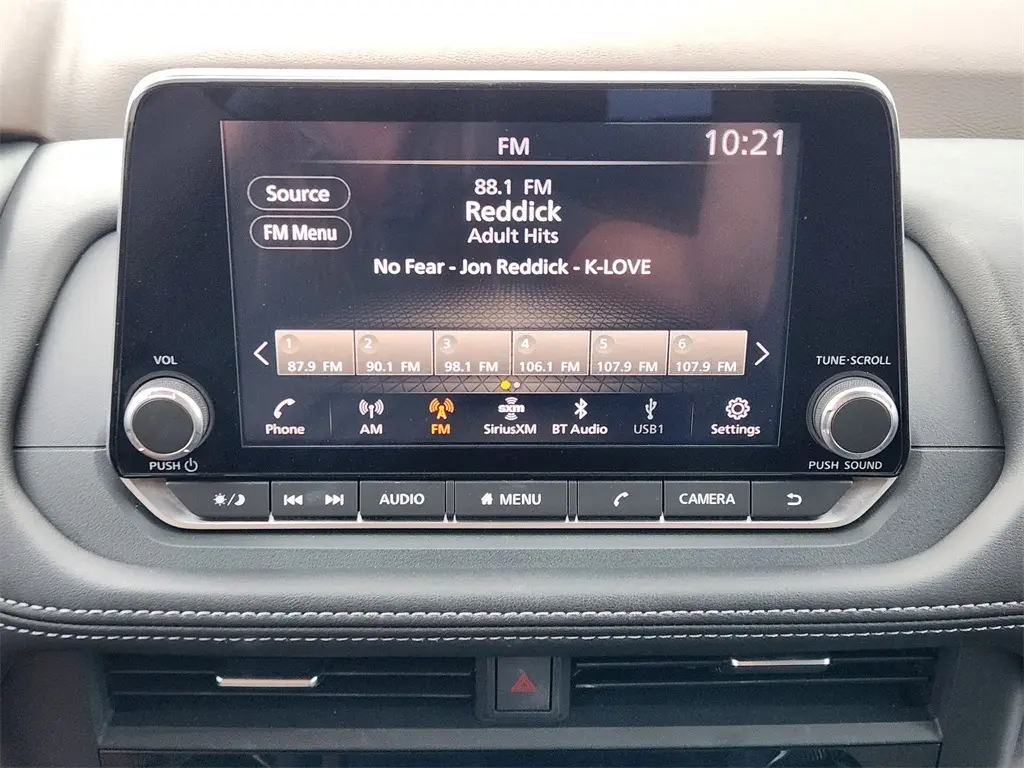 FM
10:21
Source
88.1 FM
Reddick
FM Menu
Adult Hits
No Fear - Jon Reddick - K-LOVE
1 2 3 4 5 6
87.9 FM 90.1 FM 98.1 FM 106.1 FM 107.9 FM 107.9 FM
VOL
TUNE·SCROLL
sxm
Phone AM FM SiriusXM BT Audio USB1 Settings
PUSH
PUSH SOUND
AUDIO MENU CAMERA